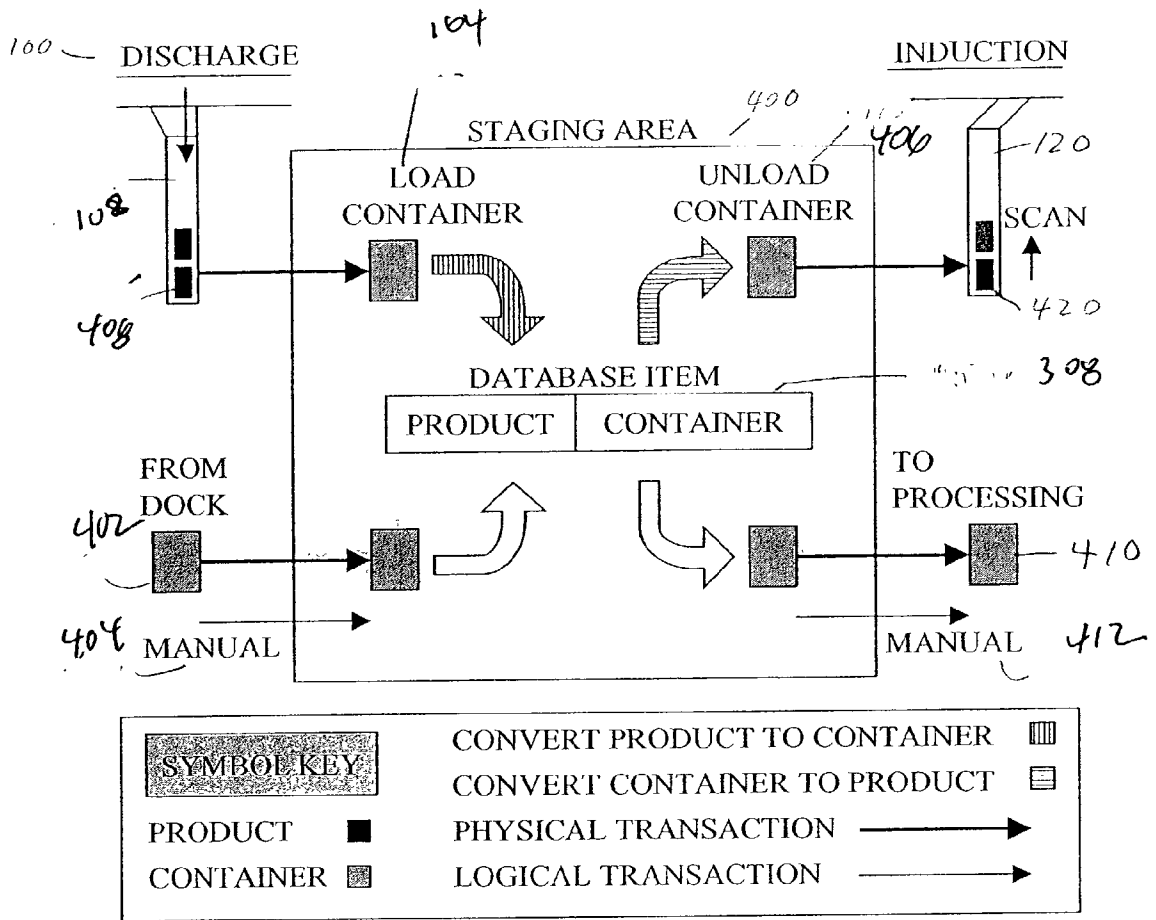 100
DISCHARGE
104
INDUCTION
STAGING AREA
400
406
120
LOAD
CONTAINER
UNLOAD
CONTAINER
108
SCAN
408
420
DATABASE ITEM
308
PRODUCT
CONTAINER
FROM
DOCK
TO
PROCESSING
402
410
404
MANUAL
MANUAL
412
SYMBOL KEY
CONVERT PRODUCT TO CONTAINER
CONVERT CONTAINER TO PRODUCT
PRODUCT
PHYSICAL TRANSACTION
CONTAINER
LOGICAL TRANSACTION